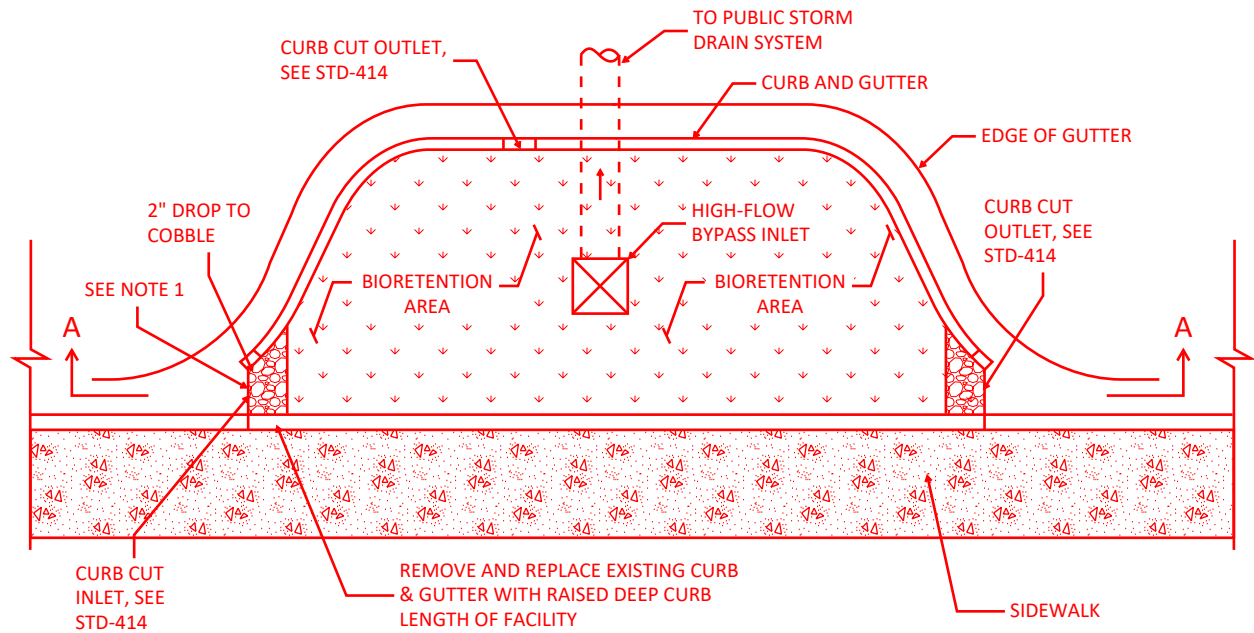 TO PUBLIC STORM
DRAIN SYSTEM
CURB CUT OUTLET,
SEE STD-414
CURB AND GUTTER
EDGE OF GUTTER
2" DROP TO
COBBLE
HIGH-FLOW
BYPASS INLET
CURB CUT
OUTLET, SEE
STD-414
SEE NOTE 1
BIORETENTION
AREA
BIORETENTION
AREA
A
A
CURB CUT
INLET, SEE
STD-414
REMOVE AND REPLACE EXISTING CURB
& GUTTER WITH RAISED DEEP CURB
LENGTH OF FACILITY
SIDEWALK